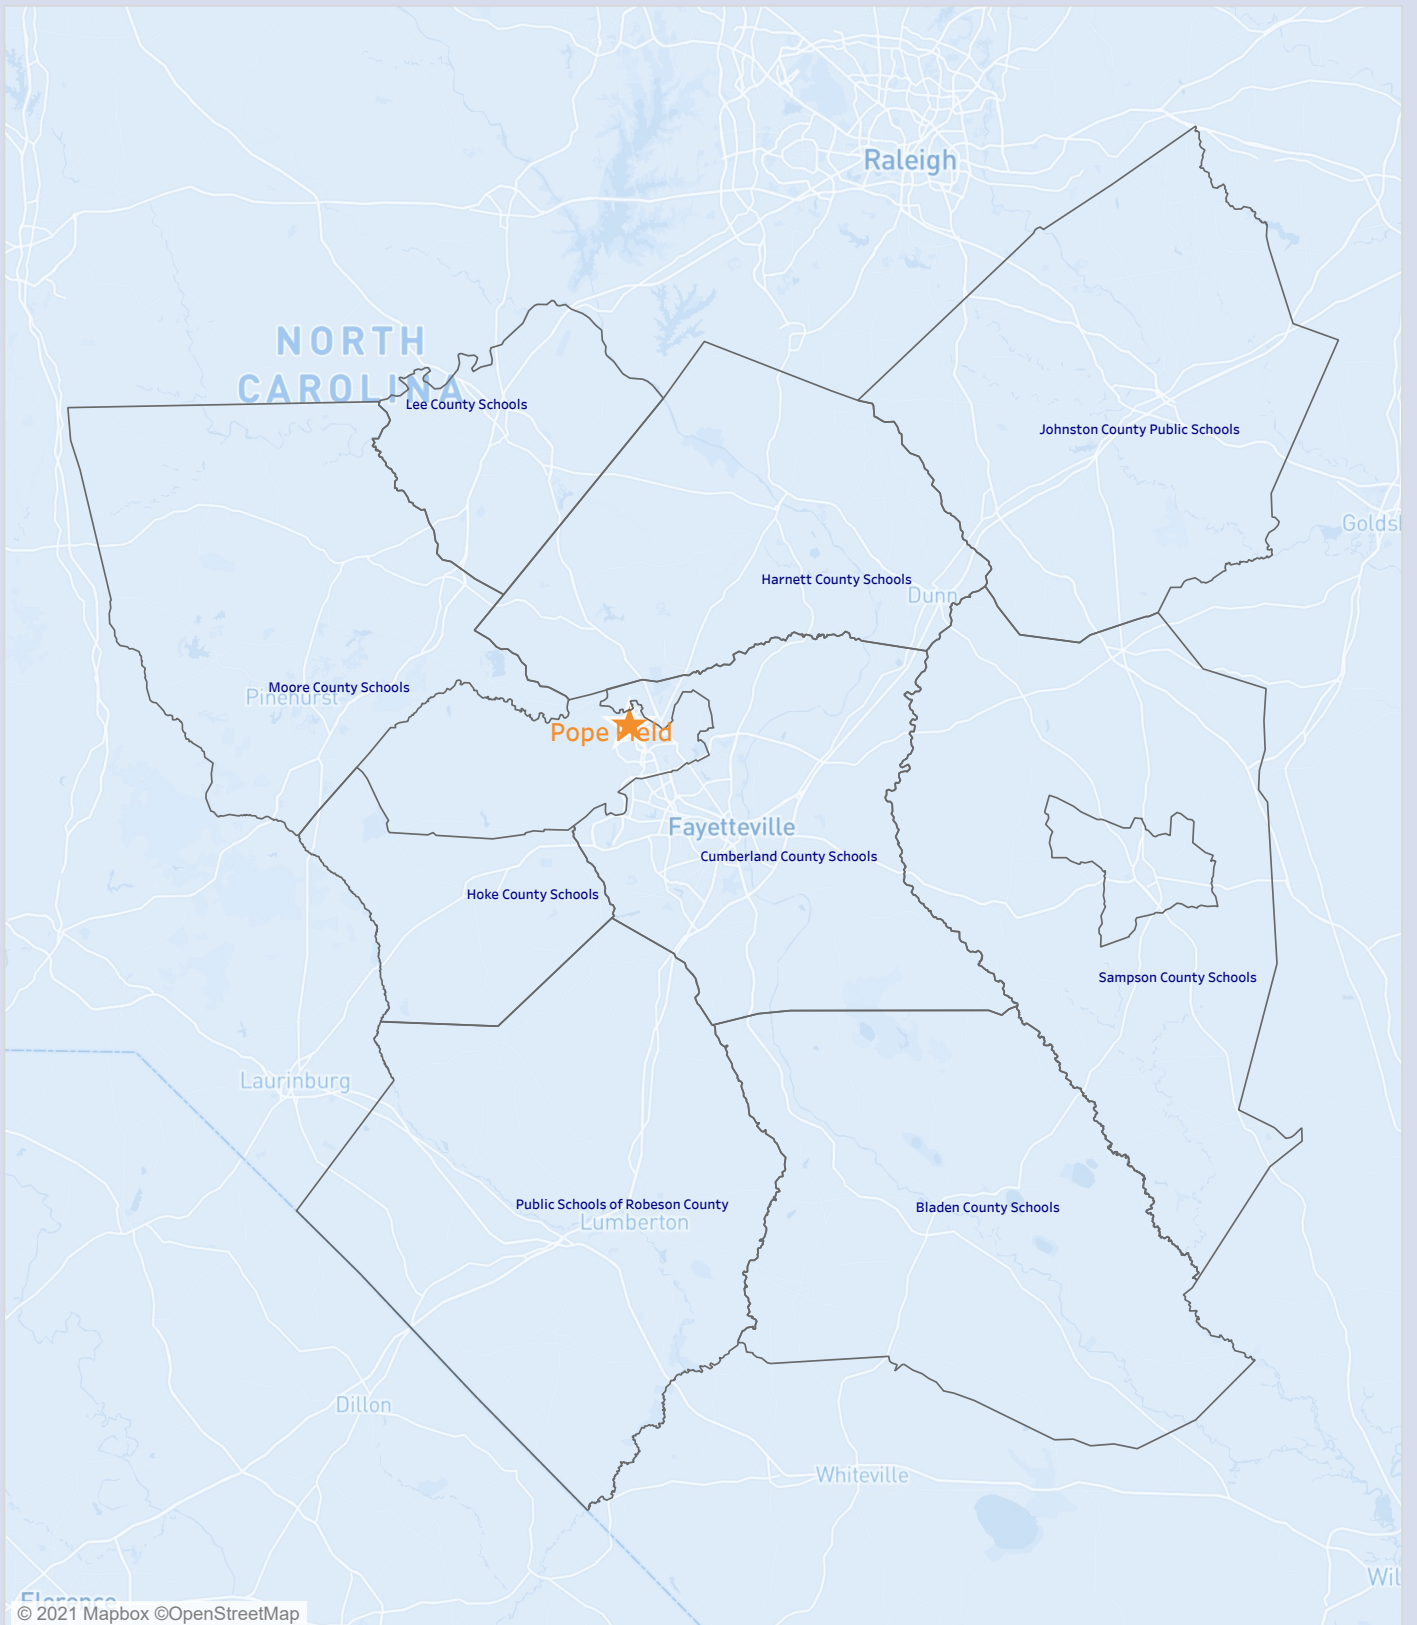 Raleigh
NORTH
CAROLINA
Lee County Schools
Johnston County Public Schools
Harnett County Schools
Dunn
Moore County Schools
Pinehurst
Pope Field
Fayetteville
Cumberland County Schools
Hoke County Schools
Sampson County Schools
Laurinburg
Public Schools of Robeson County
Lumberton
Bladen County Schools
Dillon
Whiteville
Wil
Florence
© 2021 Mapbox ©OpenStreetMap